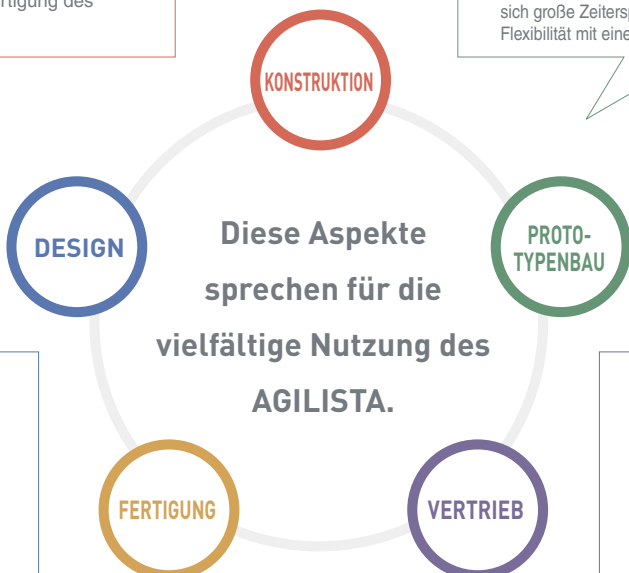 rtigung des
sich große Zeiters
Flexibilität mit eine
KONSTRUKTION
DESIGN
PROTO-
TYPENBAU
Diese Aspekte
sprechen für die
vielfältige Nutzung des
AGILISTA.
FERTIGUNG
VERTRIEB